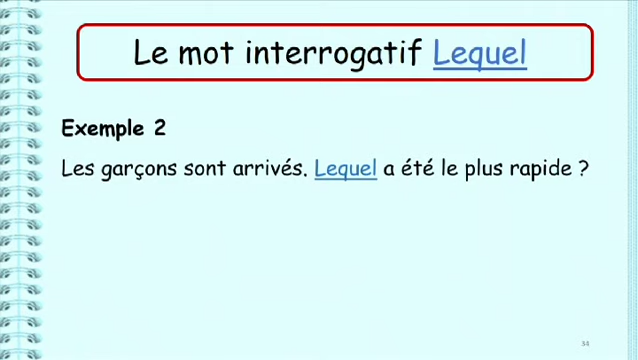 Le mot interrogatif Lequel
Exemple 2
Les garçons sont arrivés. Lequel a été le plus rapide ?
34